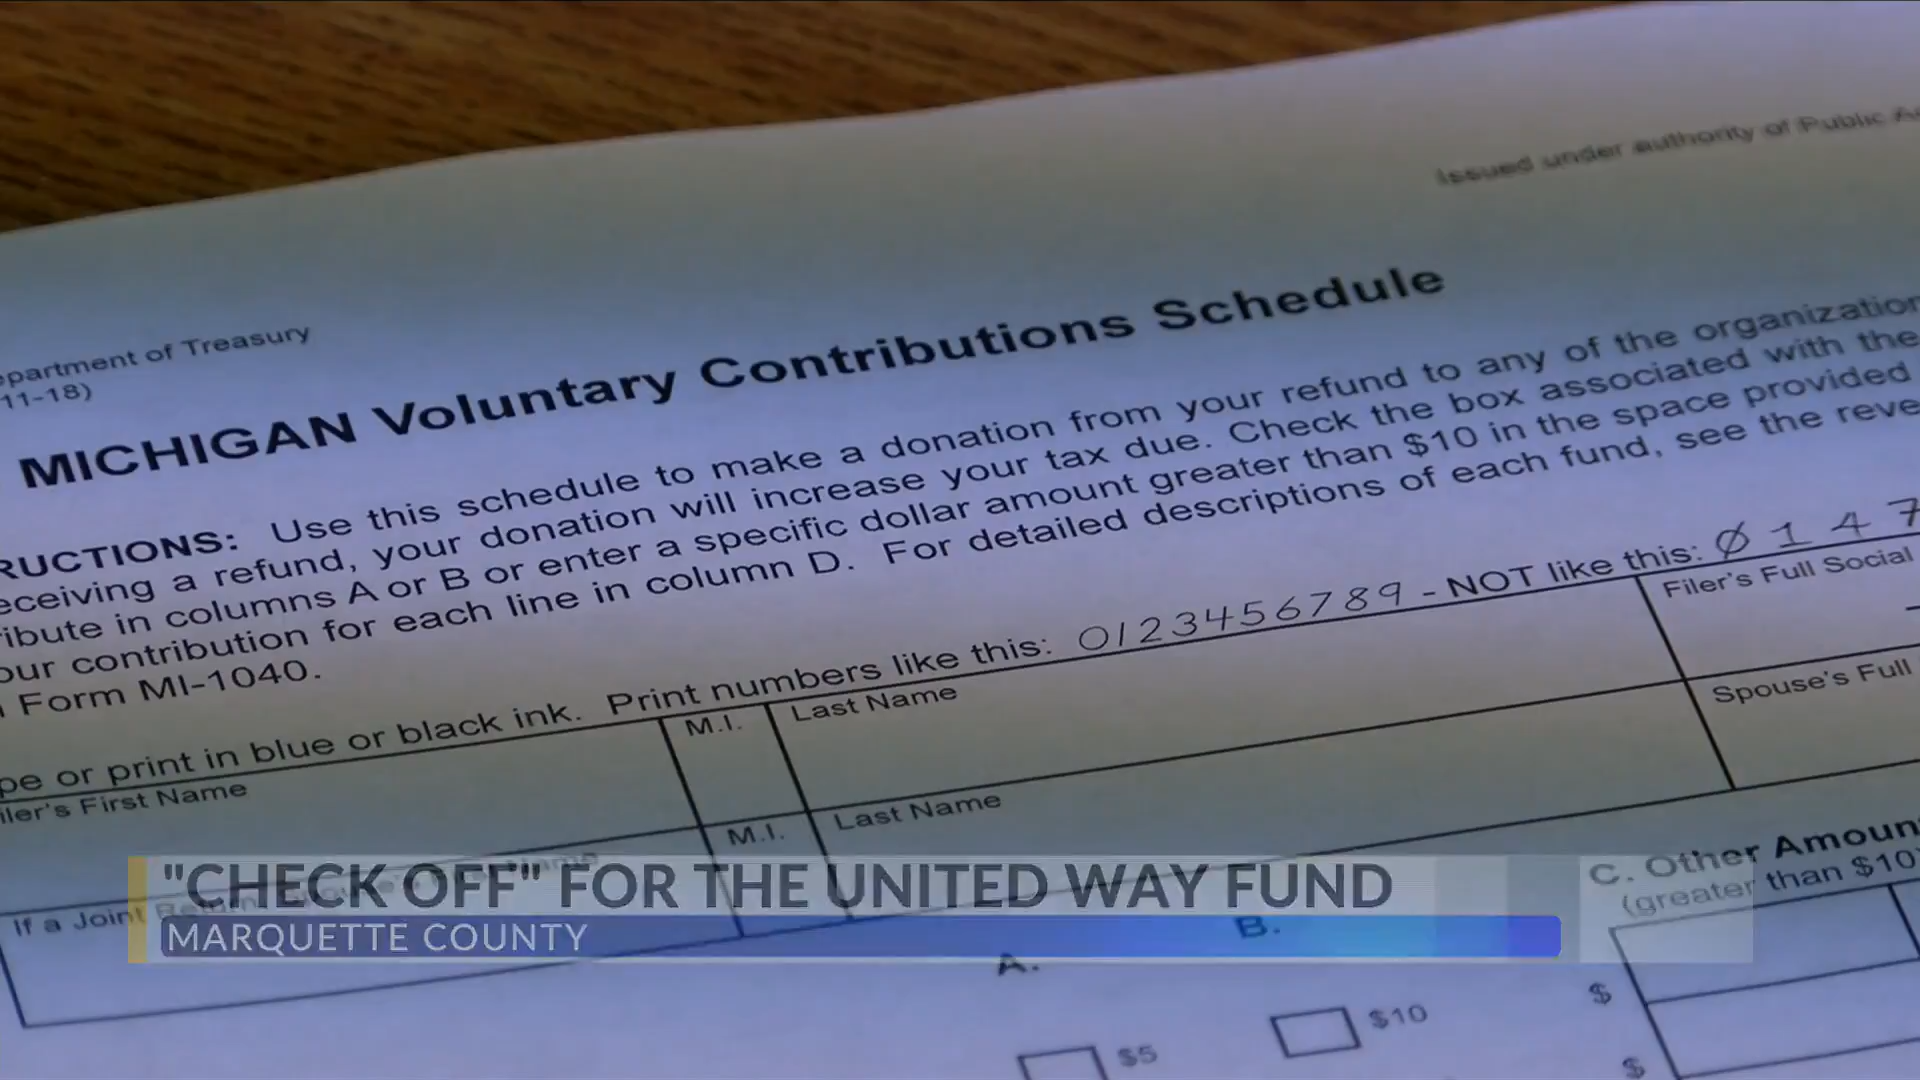 Issued under authority of Public
partment of Treasury
11-18)
MICHIGAN Voluntary Contributions Schedule
RUCTIONS: Use this schedule to make a donation from your refund to any of the organization
eceiving a refund, your donation will increase your tax due. Check the box associated with the
ribute in columns A or B or enter a specific dollar amount greater than $10 in the space provided
our contribution for each line in column D. For detailed descriptions of each fund, see the reve
Form MI-1040.
pe or print in blue or black ink. Print numbers like this: 0123456789 - NOT like this: 0147
iler's First Name
M.I.
Last Name
Filer's Full Social
M.I.
Last Name
Spouse's Full
If a Joint
"CHECK OFF" FOR THE UNITED WAY FUND
MARQUETTE COUNTY
A.
B.
C. Other Amoun
(greater than $10
$5
$10
$
$